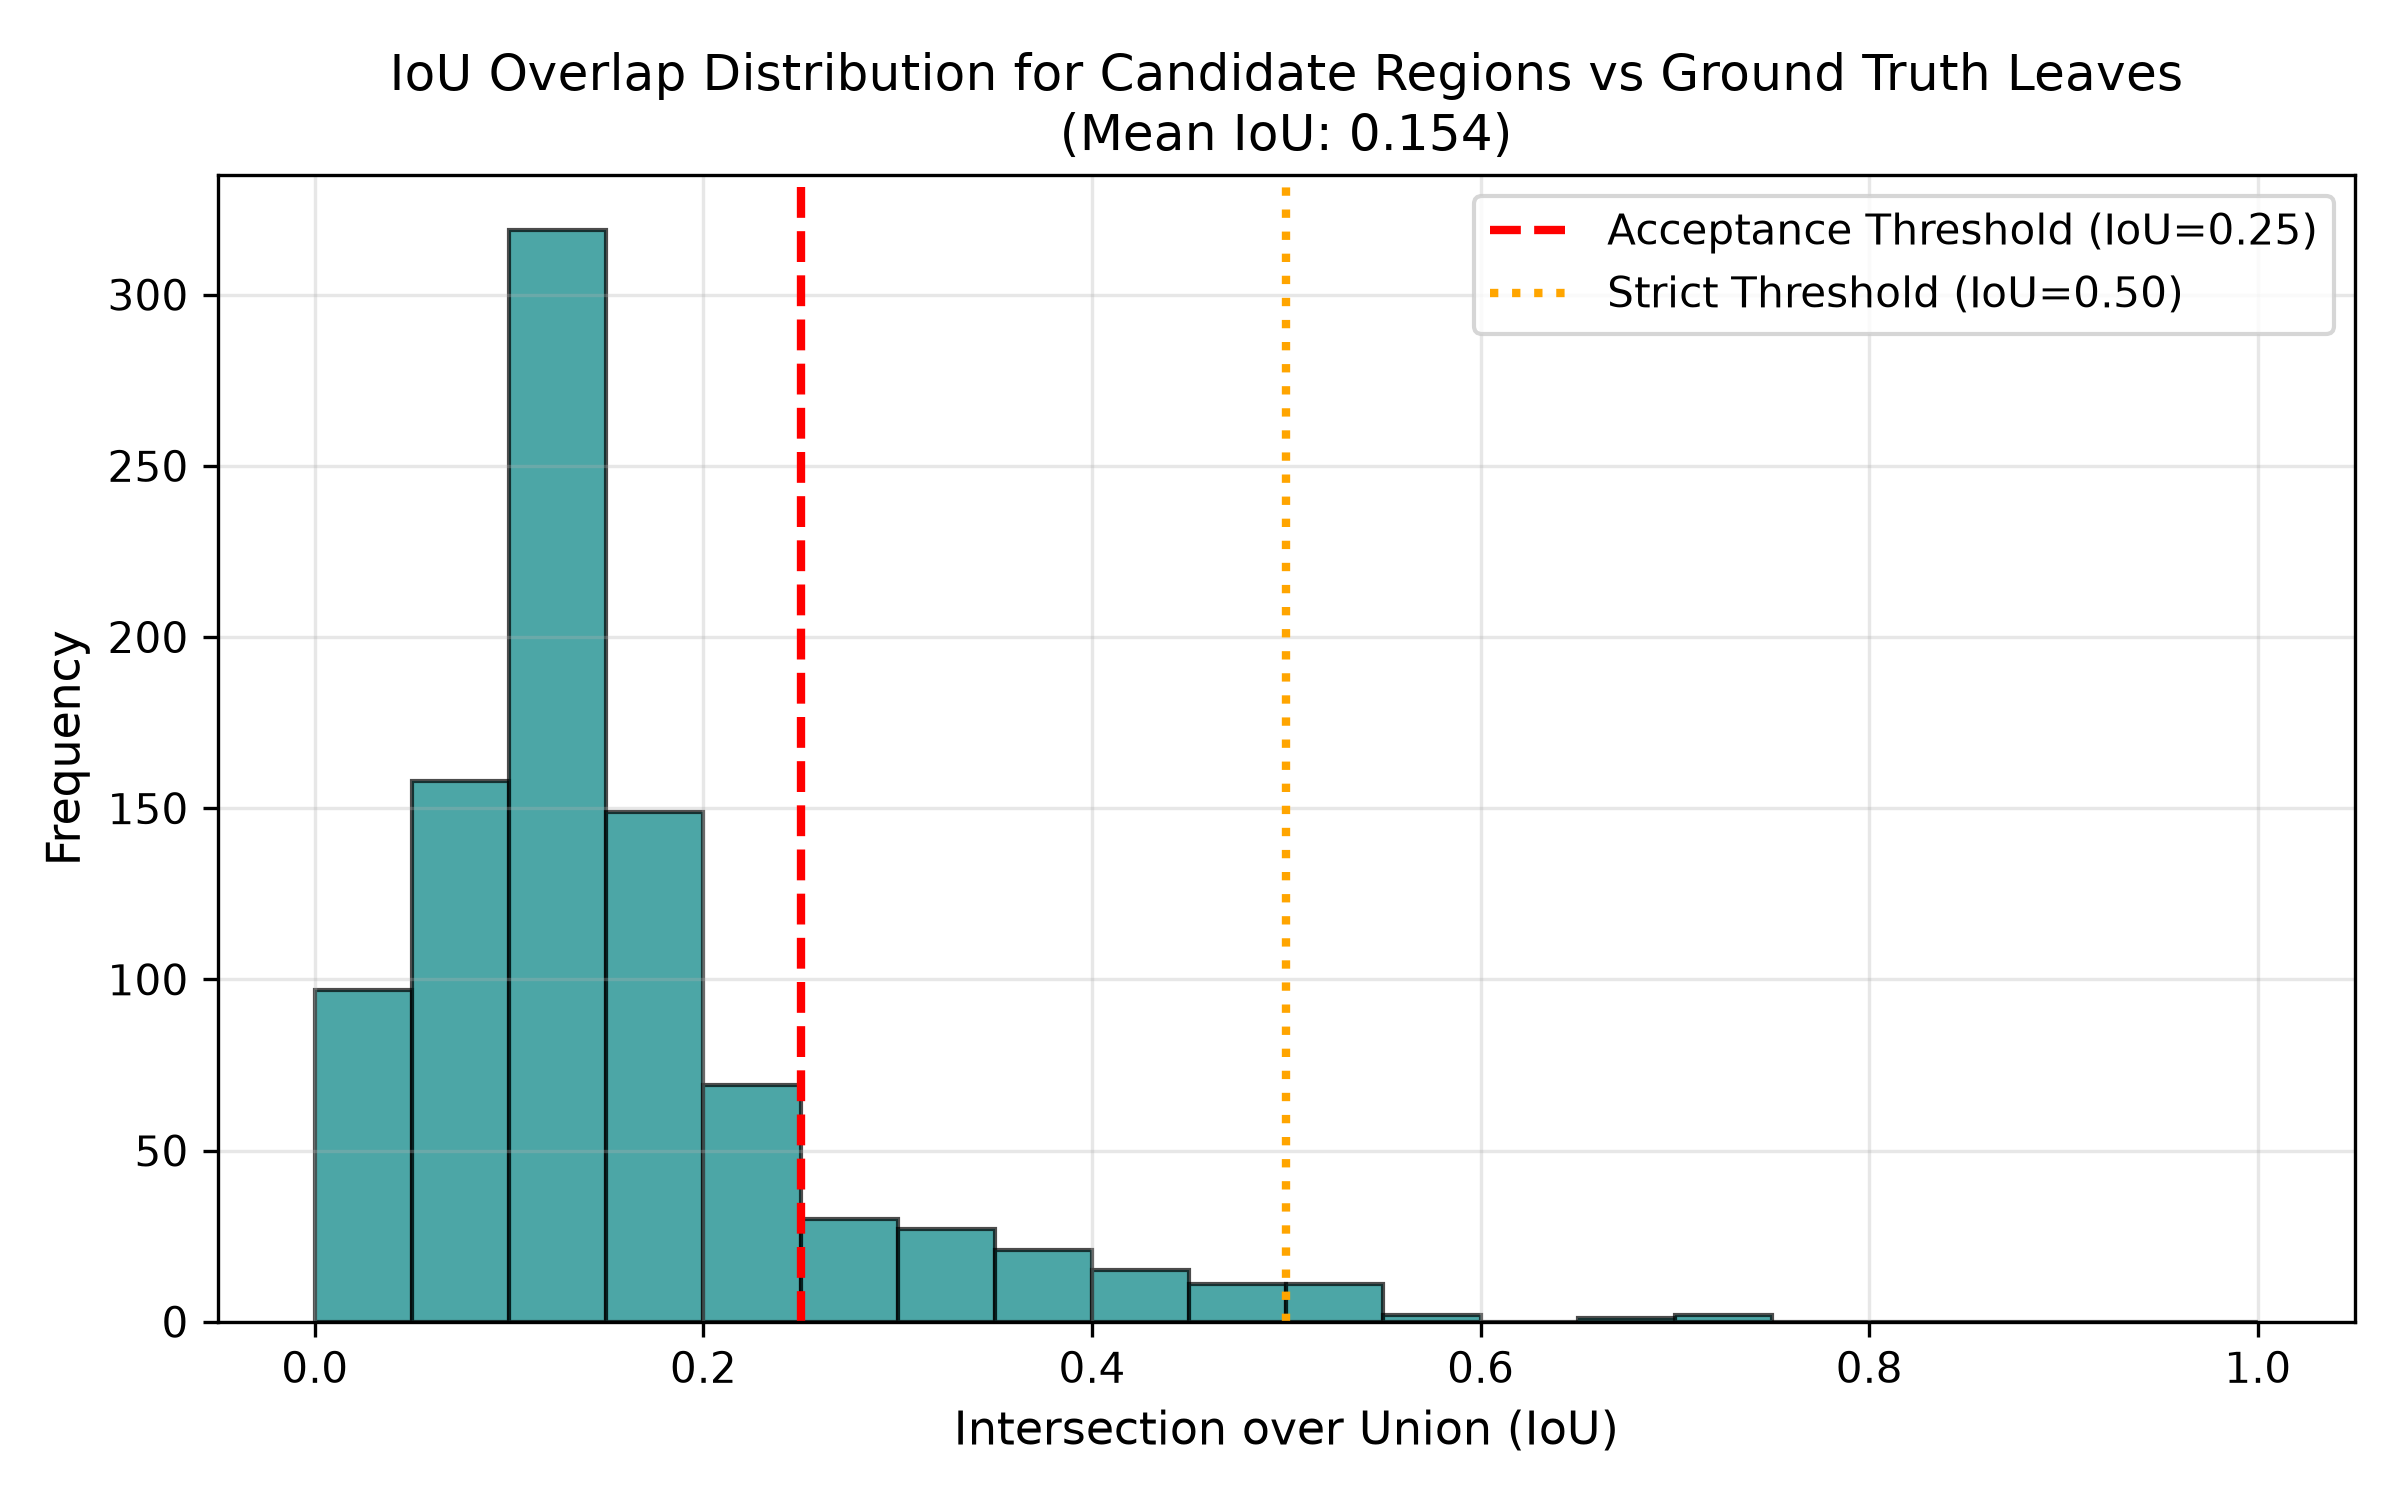 IoU Overlap Distribution for Candidate Regions vs Ground Truth Leaves
(Mean IoU: 0.154)
Acceptance Threshold (IoU=0.25)
Strict Threshold (IoU=0.50)
Frequency
300
250
200
150
100
50
0
0.0 0.2 0.4 0.6 0.8 1.0
Intersection over Union (IoU)